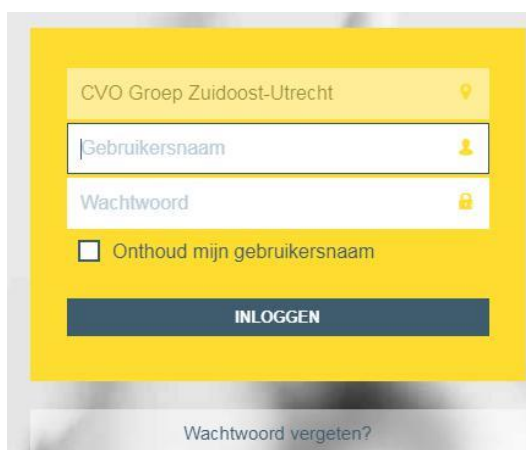 CVO Groep Zuidoost-Utrecht
Gebruikersnaam
Wachtwoord
Onthoud mijn gebruikersnaam
INLOGGEN
Wachtwoord vergeten?